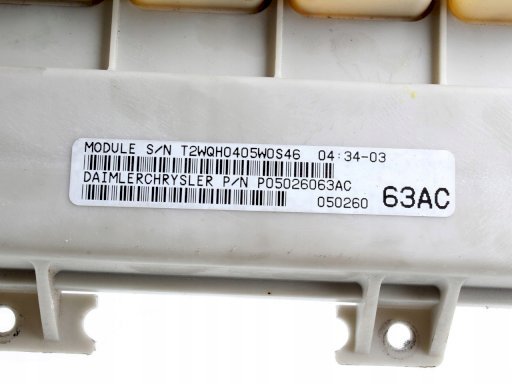 MODULE S/N T2WQH0405W0S46 04:34-03
DAIMLERCHRYSLER P/N P05026063AC
050260 63AC